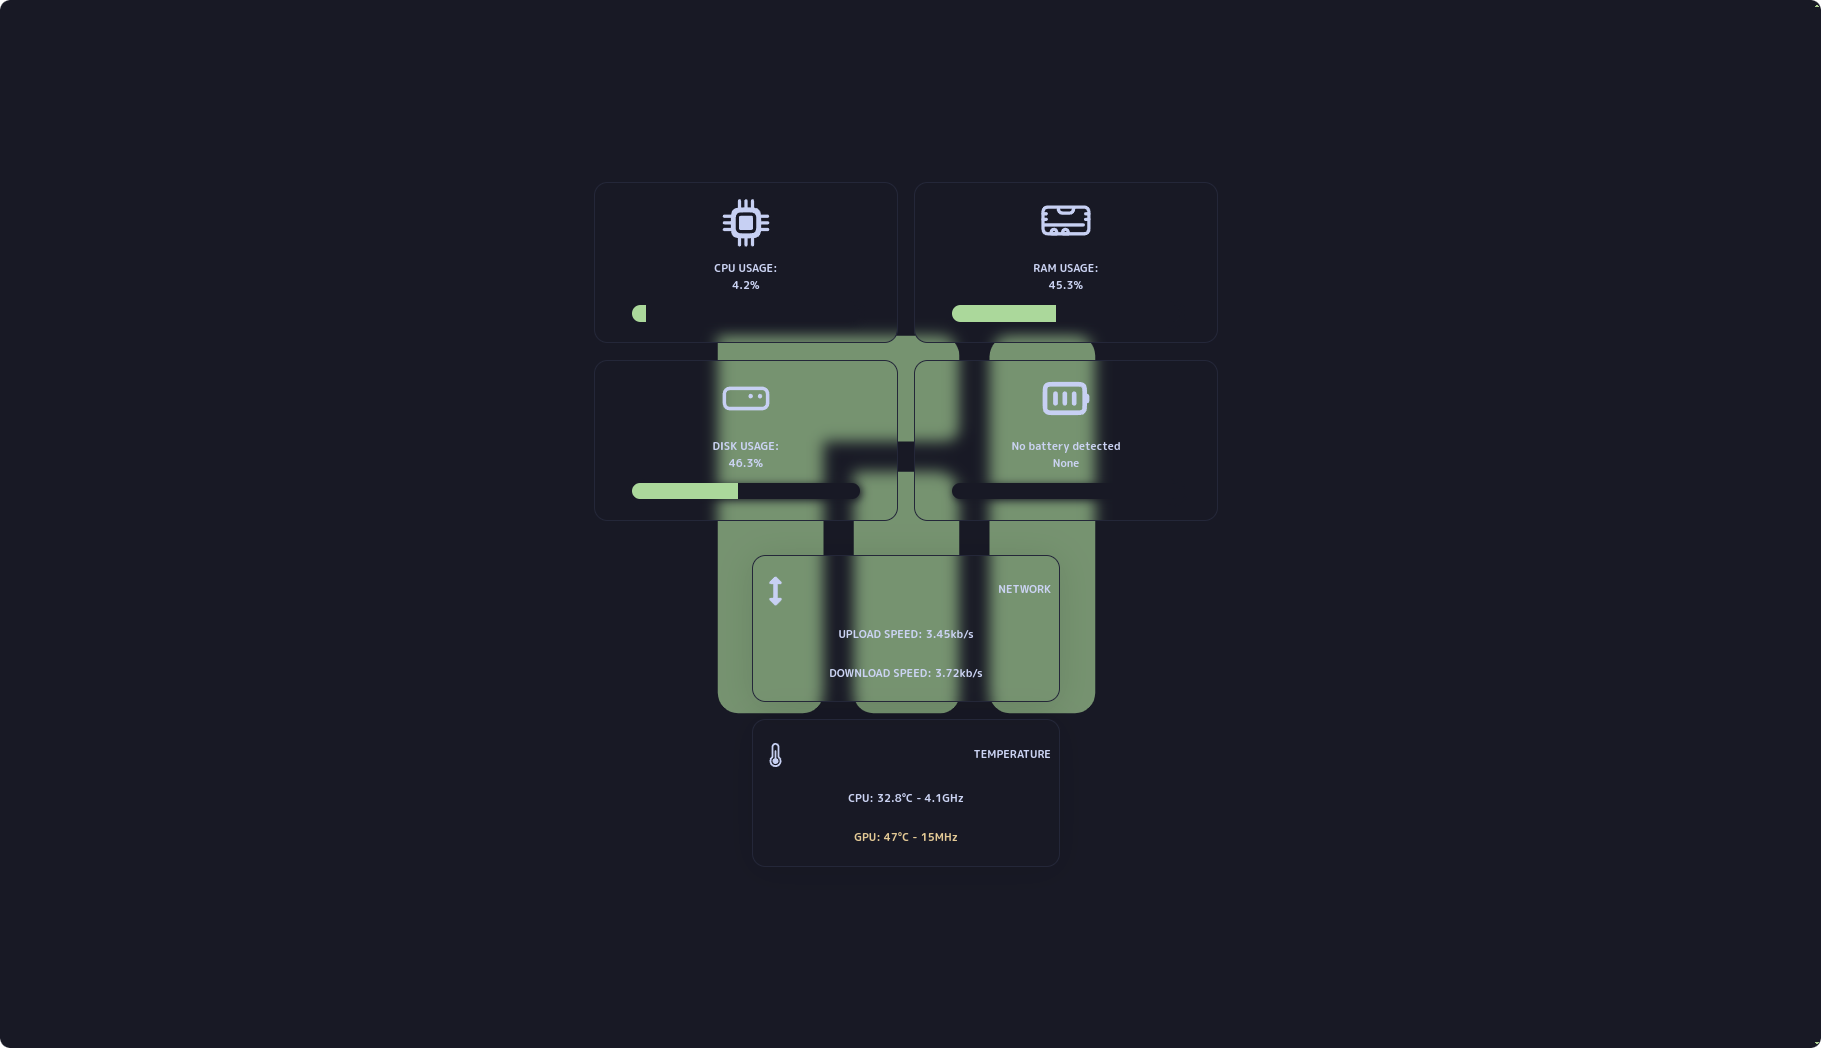 CPU USAGE:
4.2%
RAM USAGE:
45.3%
DISK USAGE:
46.3%
No battery detected
None
NETWORK
UPLOAD SPEED: 3.45kb/s
DOWNLOAD SPEED: 3.72kb/s
TEMPERATURE
CPU: 32.8°C - 4.1GHz
GPU: 47°C - 15MHz